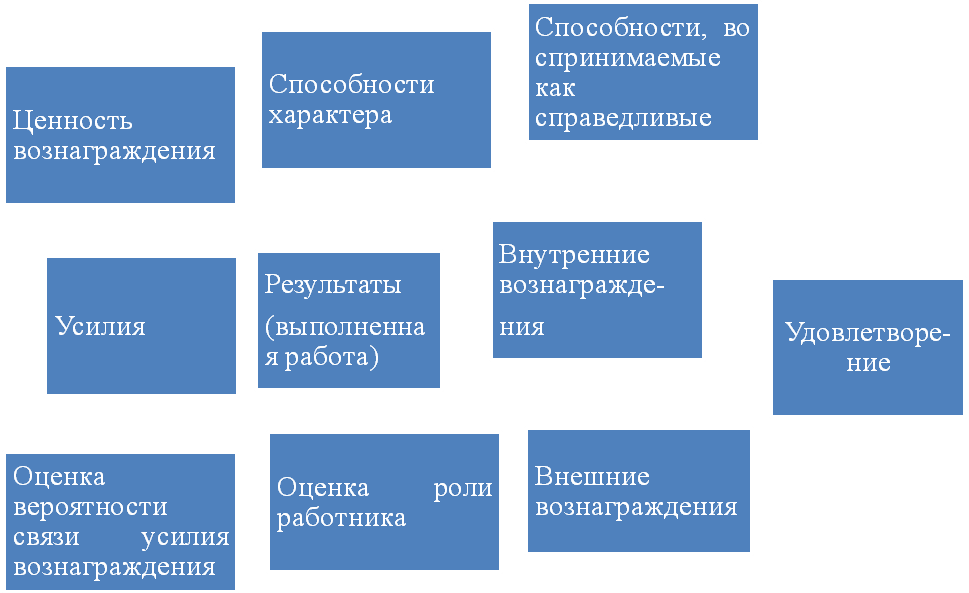 Ценность
вознаграждения
Способности
характера
Способности, во
спринимаемые
как
справедливые
Усилия
Результаты
(выполненна
я работа)
Внутренние
вознагражде-
ния
Удовлетворе-
ние
Оценка
вероятности
связи усилия
вознаграждения
Оценка роли
работника
Внешние
вознаграждения